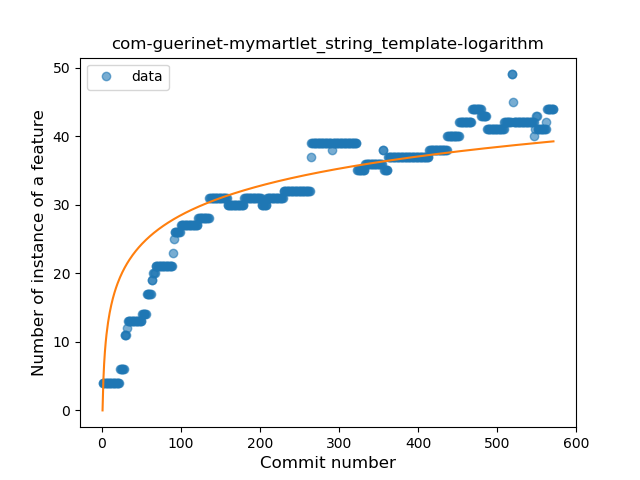 com-guerinet-mymartlet_string_template-logarithm
data
Number of instance of a feature
50
40
30
20
10
0
0 100 200 300 400 500 600
Commit number